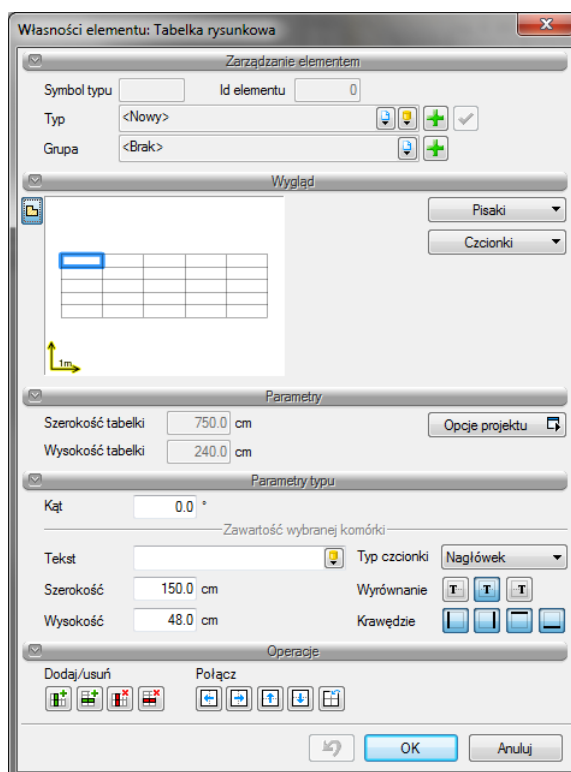 Własności elementu: Tabelka rysunkowa
Zarządzanie elementem
Symbol typu Id elementu 0
Typ <Nowy>
Grupa <Brak>
Wygląd
Pisaki
Czcionki
1m
Parametry
Szerokość tabelki 750.0 cm Opcje projektu
Wysokość tabelki 240.0 cm
Parametry typu
Kąt 0.0 °
Zawartość wybranej komórki
Tekst Typ czcionki Nagłówek
Szerokość 150.0 cm Wyrównanie T T T
Wysokość 48.0 cm Krawędzie
Operacje
Dodaj/usuń Połącz
OK Anuluj